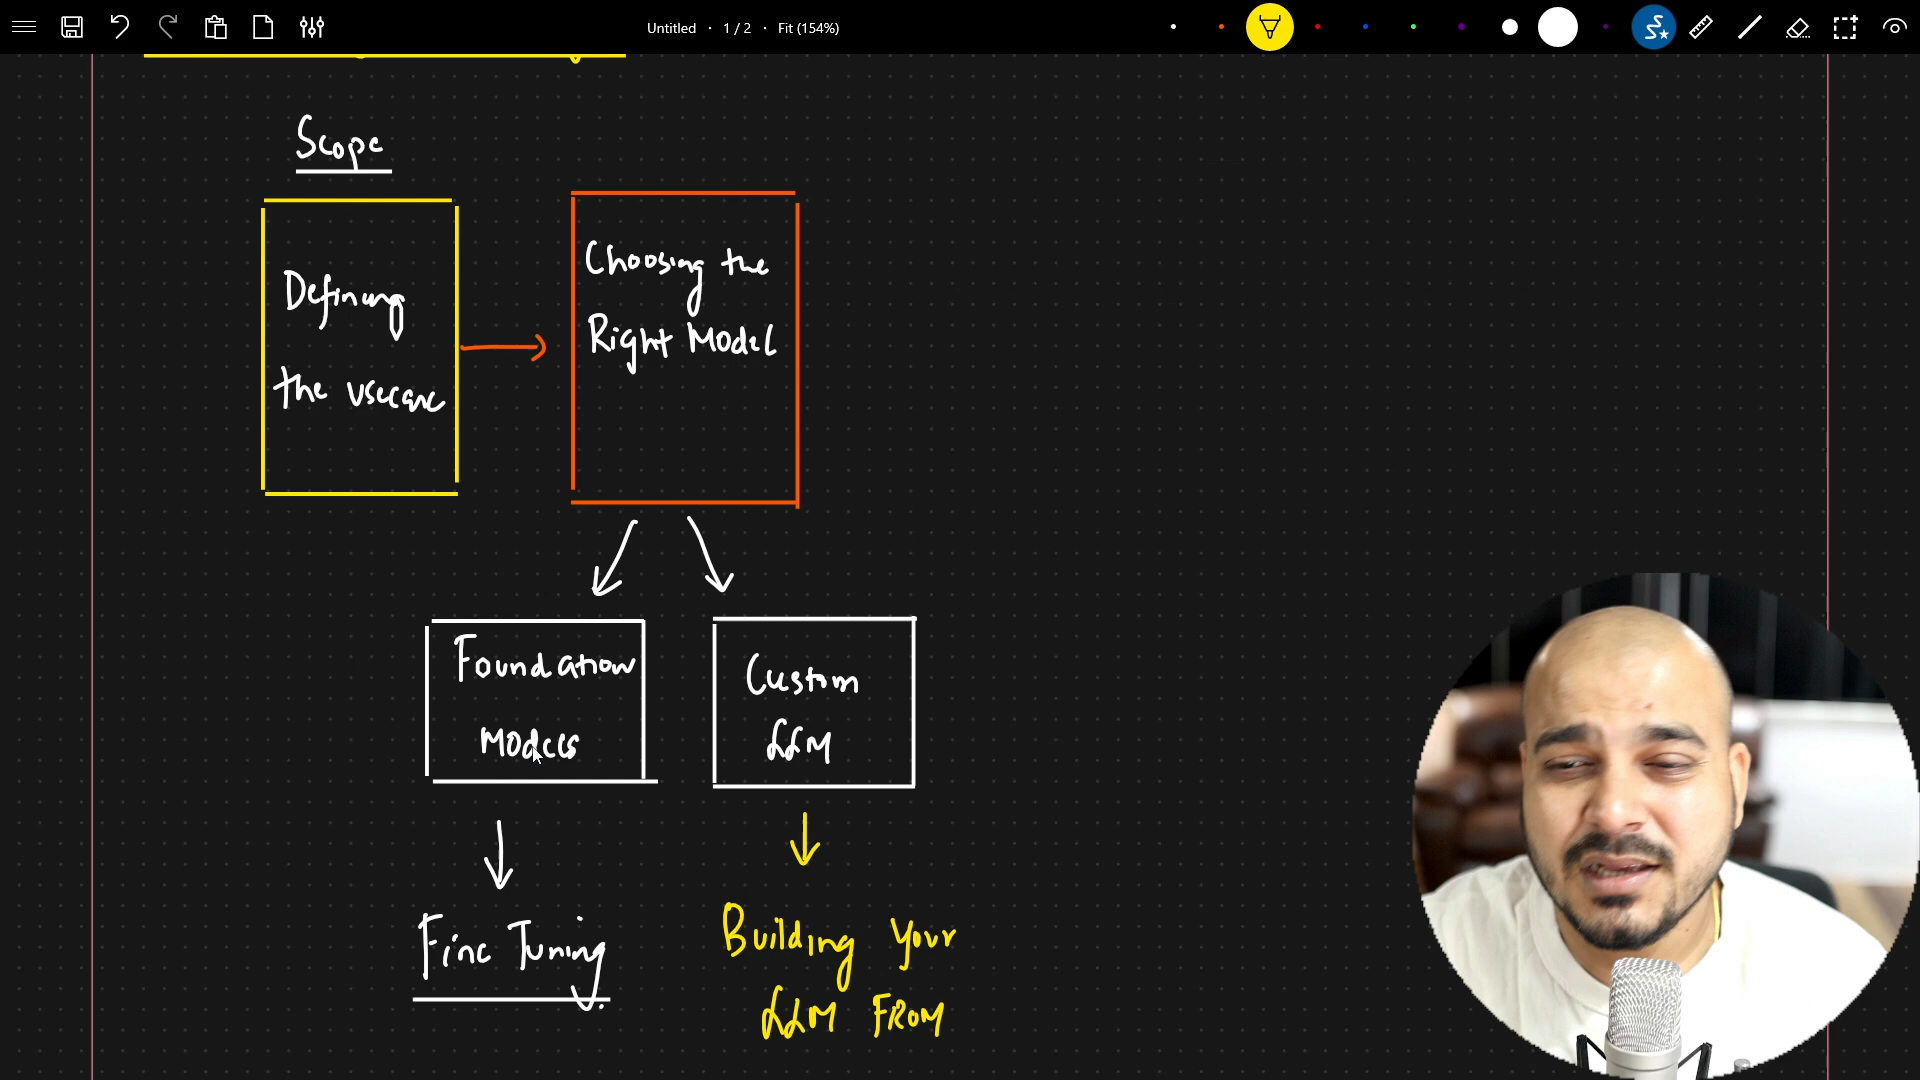 Untitled · 1 / 2 · Fit (154%)
Scope
Defining
the usecase
Choosing the
Right Model
Foundation
Models
Custom
LLM
Fine Tuning
Building Your
LLM FROM